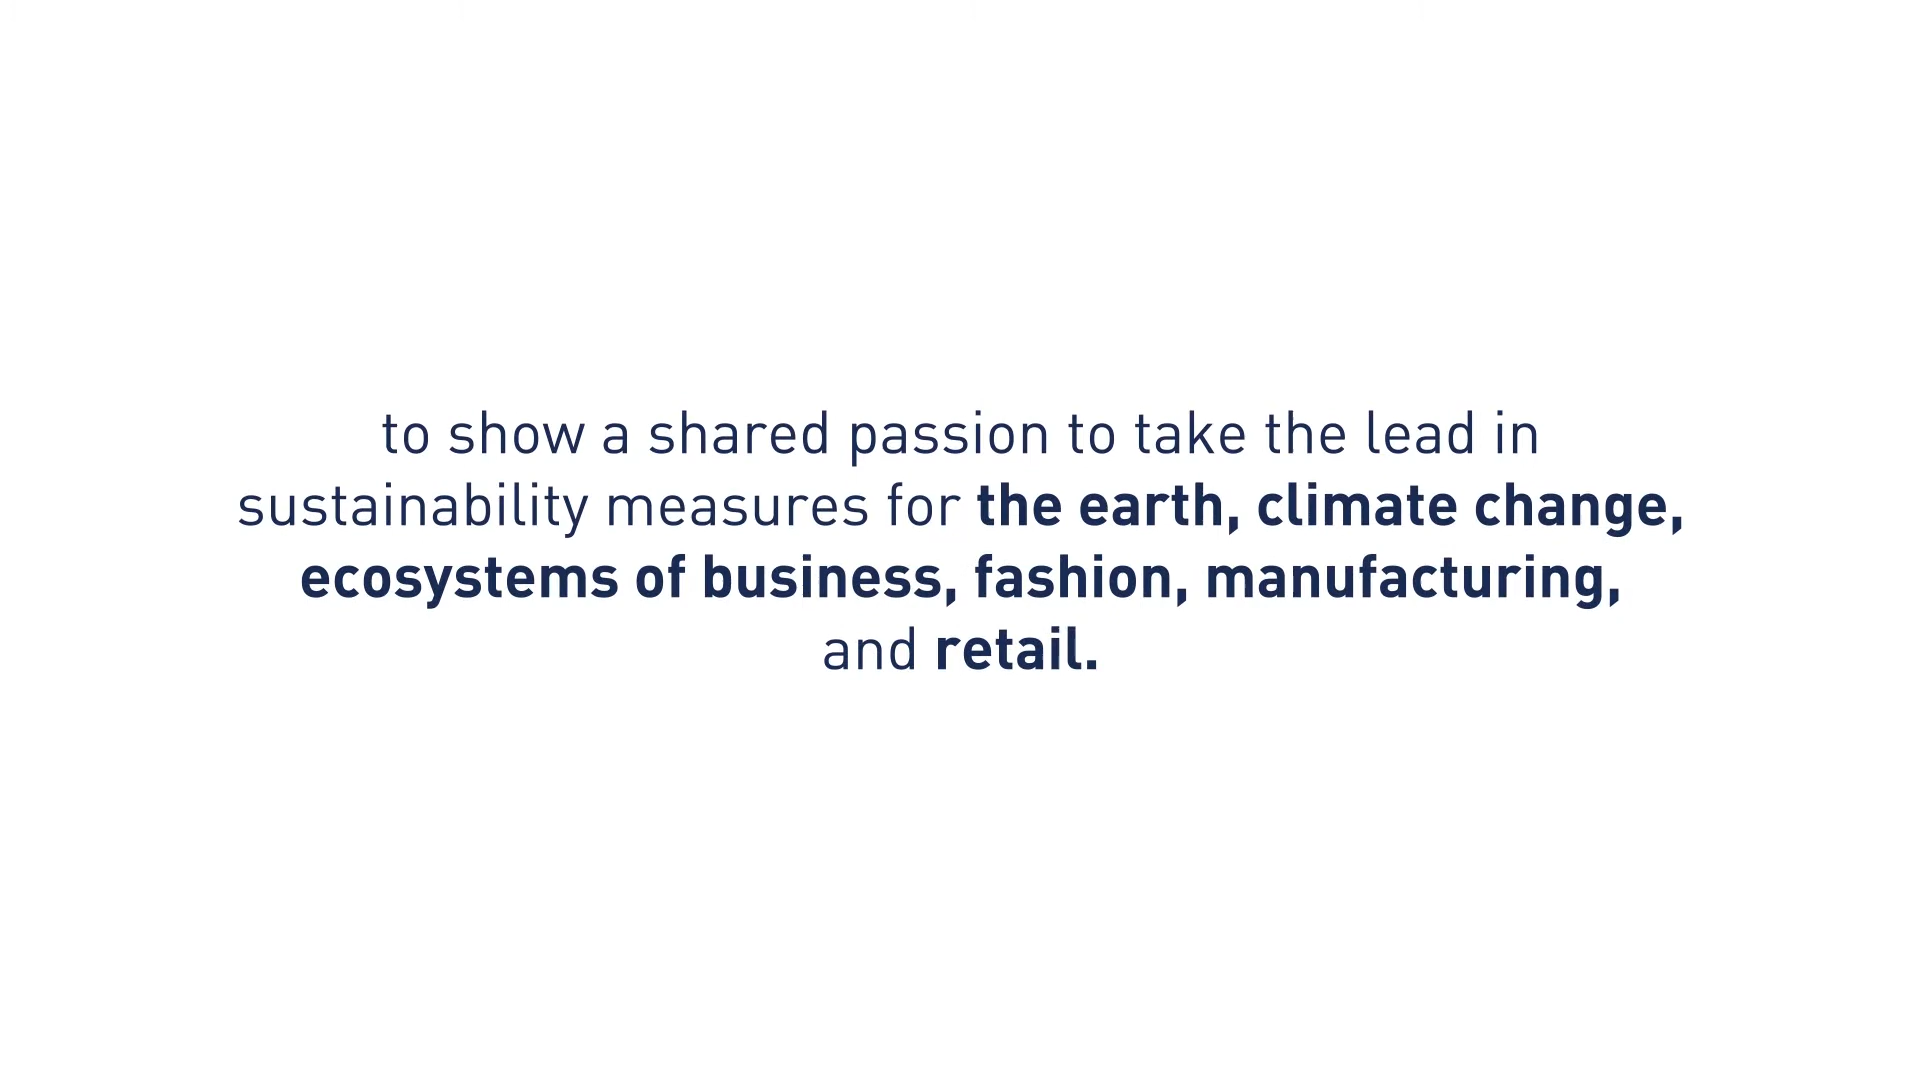 to show a shared passion to take the lead in
sustainability measures for the earth, climate change,
ecosystems of business, fashion, manufacturing,
and retail.